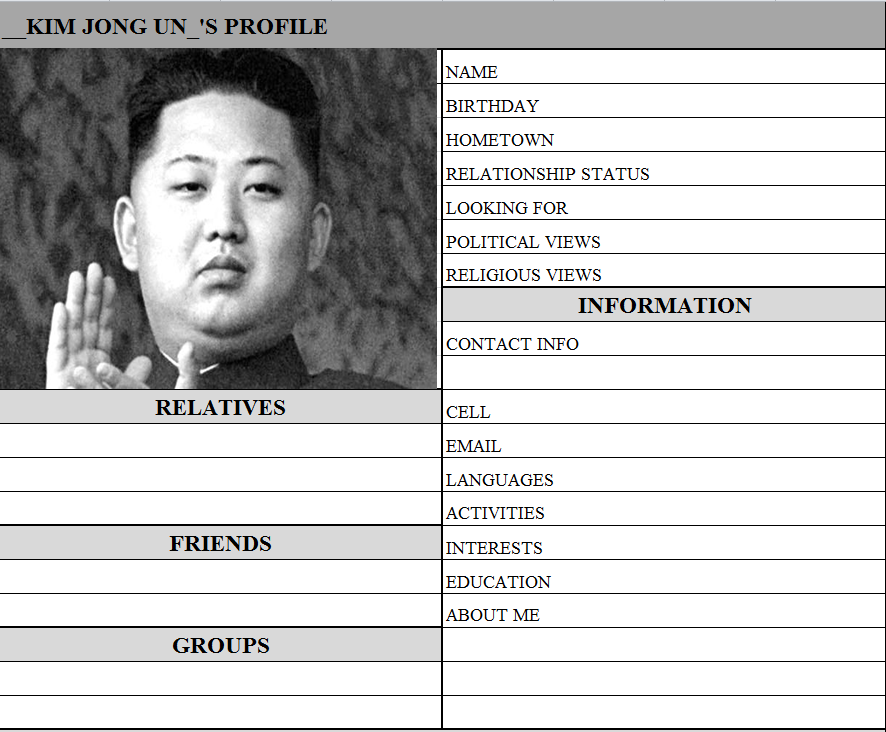 __KIM JONG UN_'S PROFILE
NAME
BIRTHDAY
HOMETOWN
RELATIONSHIP STATUS
LOOKING FOR
POLITICAL VIEWS
RELIGIOUS VIEWS
INFORMATION
CONTACT INFO
RELATIVES
CELL
EMAIL
LANGUAGES
ACTIVITIES
FRIENDS
INTERESTS
EDUCATION
ABOUT ME
GROUPS